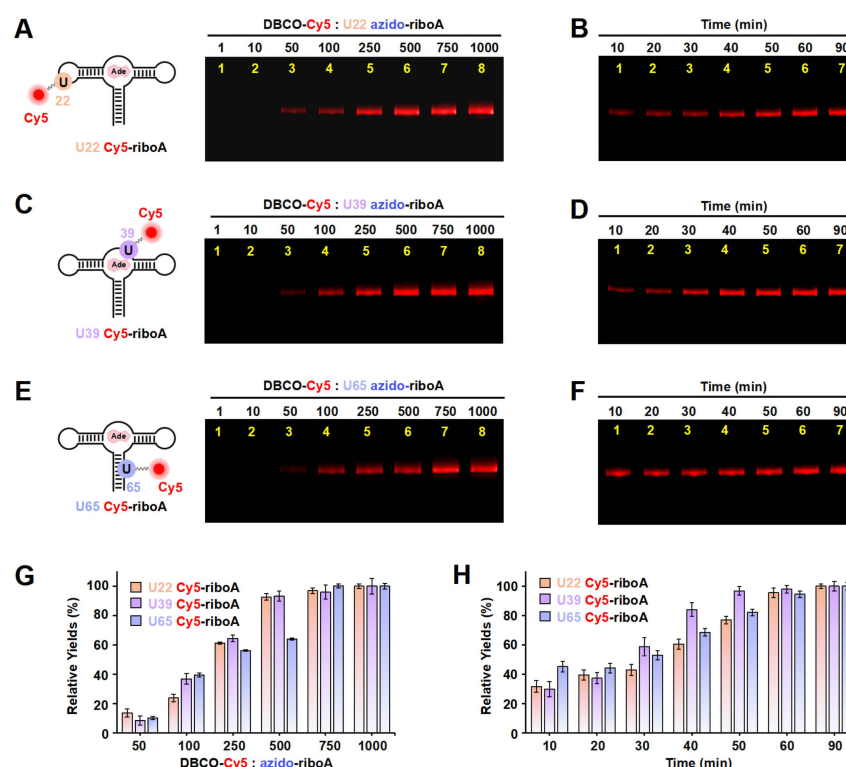 A
Ade
U
22
Cy5
U22 Cy5-riboA
DBCO-Cy5 : U22 azido-riboA
1 10 50 100 250 500 750 1000
1 2 3 4 5 6 7 8
B
Time (min)
10 20 30 40 50 60 90
1 2 3 4 5 6 7
C
Cy5
39
U
Ade
U39 Cy5-riboA
DBCO-Cy5 : U39 azido-riboA
1 10 50 100 250 500 750 1000
1 2 3 4 5 6 7 8
D
Time (min)
10 20 30 40 50 60 90
1 2 3 4 5 6 7
E
Ade
U
65
Cy5
U65 Cy5-riboA
DBCO-Cy5 : U65 azido-riboA
1 10 50 100 250 500 750 1000
1 2 3 4 5 6 7 8
F
Time (min)
10 20 30 40 50 60 90
1 2 3 4 5 6 7
G
Relative Yields (%)
100
80
60
40
20
0
U22 Cy5-riboA
U39 Cy5-riboA
U65 Cy5-riboA
50 100 250 500 750 1000
DBCO-Cy5 : azido-riboA
H
Relative Yields (%)
100
80
60
40
20
0
U22 Cy5-riboA
U39 Cy5-riboA
U65 Cy5-riboA
10 20 30 40 50 60 90
Time (min)